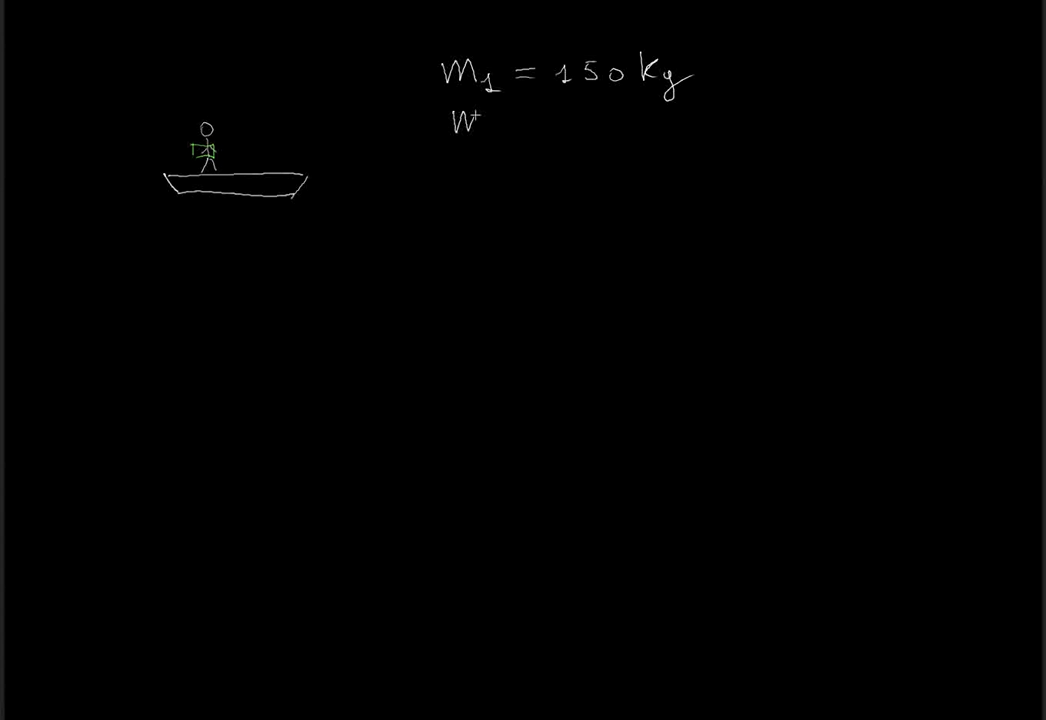 m₁ = 150 kg